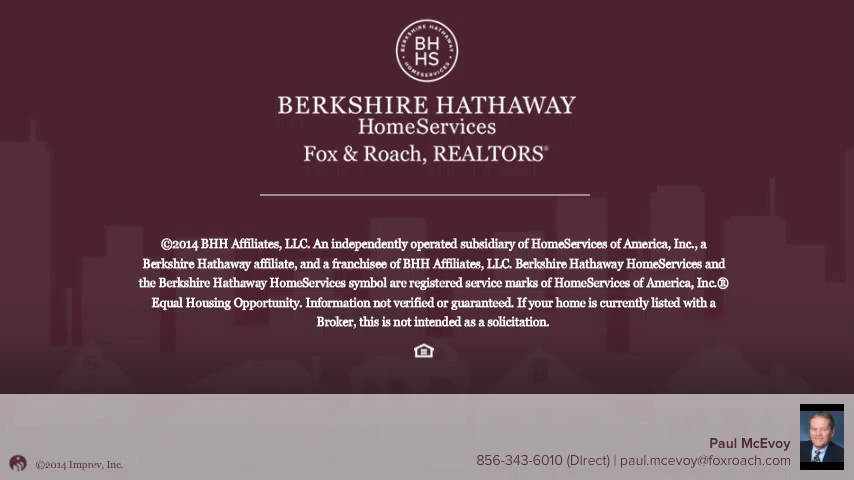 BERKSHIRE HATHAWAY
HOMESERVICES
BH
HS
BERKSHIRE HATHAWAY
HomeServices
Fox & Roach, REALTORS®
©2014 BHH Affiliates, LLC. An independently operated subsidiary of HomeServices of America, Inc., a
Berkshire Hathaway affiliate, and a franchisee of BHH Affiliates, LLC. Berkshire Hathaway HomeServices and
the Berkshire Hathaway HomeServices symbol are registered service marks of HomeServices of America, Inc.®
Equal Housing Opportunity. Information not verified or guaranteed. If your home is currently listed with a
Broker, this is not intended as a solicitation.
Paul McEvoy
856-343-6010 (DIrect) | paul.mcevoy@foxroach.com
©2014 Imprev, Inc.